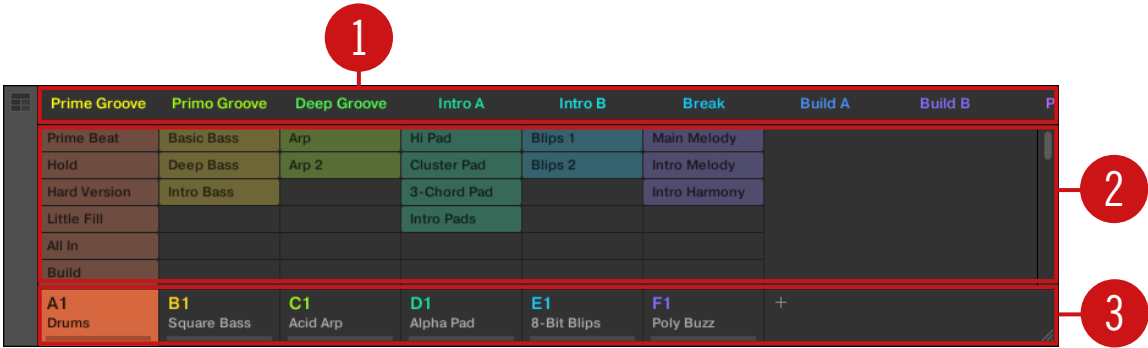 1
Prime Groove Primo Groove Deep Groove Intro A Intro B Break Build A Build B P
Prime Beat Basic Bass Arp Hi Pad Blips 1 Main Melody
Hold Deep Bass Arp 2 Cluster Pad Blips 2 Intro Melody
Hard Version Intro Bass 3-Chord Pad Intro Harmony
2
Little Fill Intro Pads
All In
Build
A1 B1 C1 D1 E1 F1 +
Drums Square Bass Acid Arp Alpha Pad 8-Bit Blips Poly Buzz
3